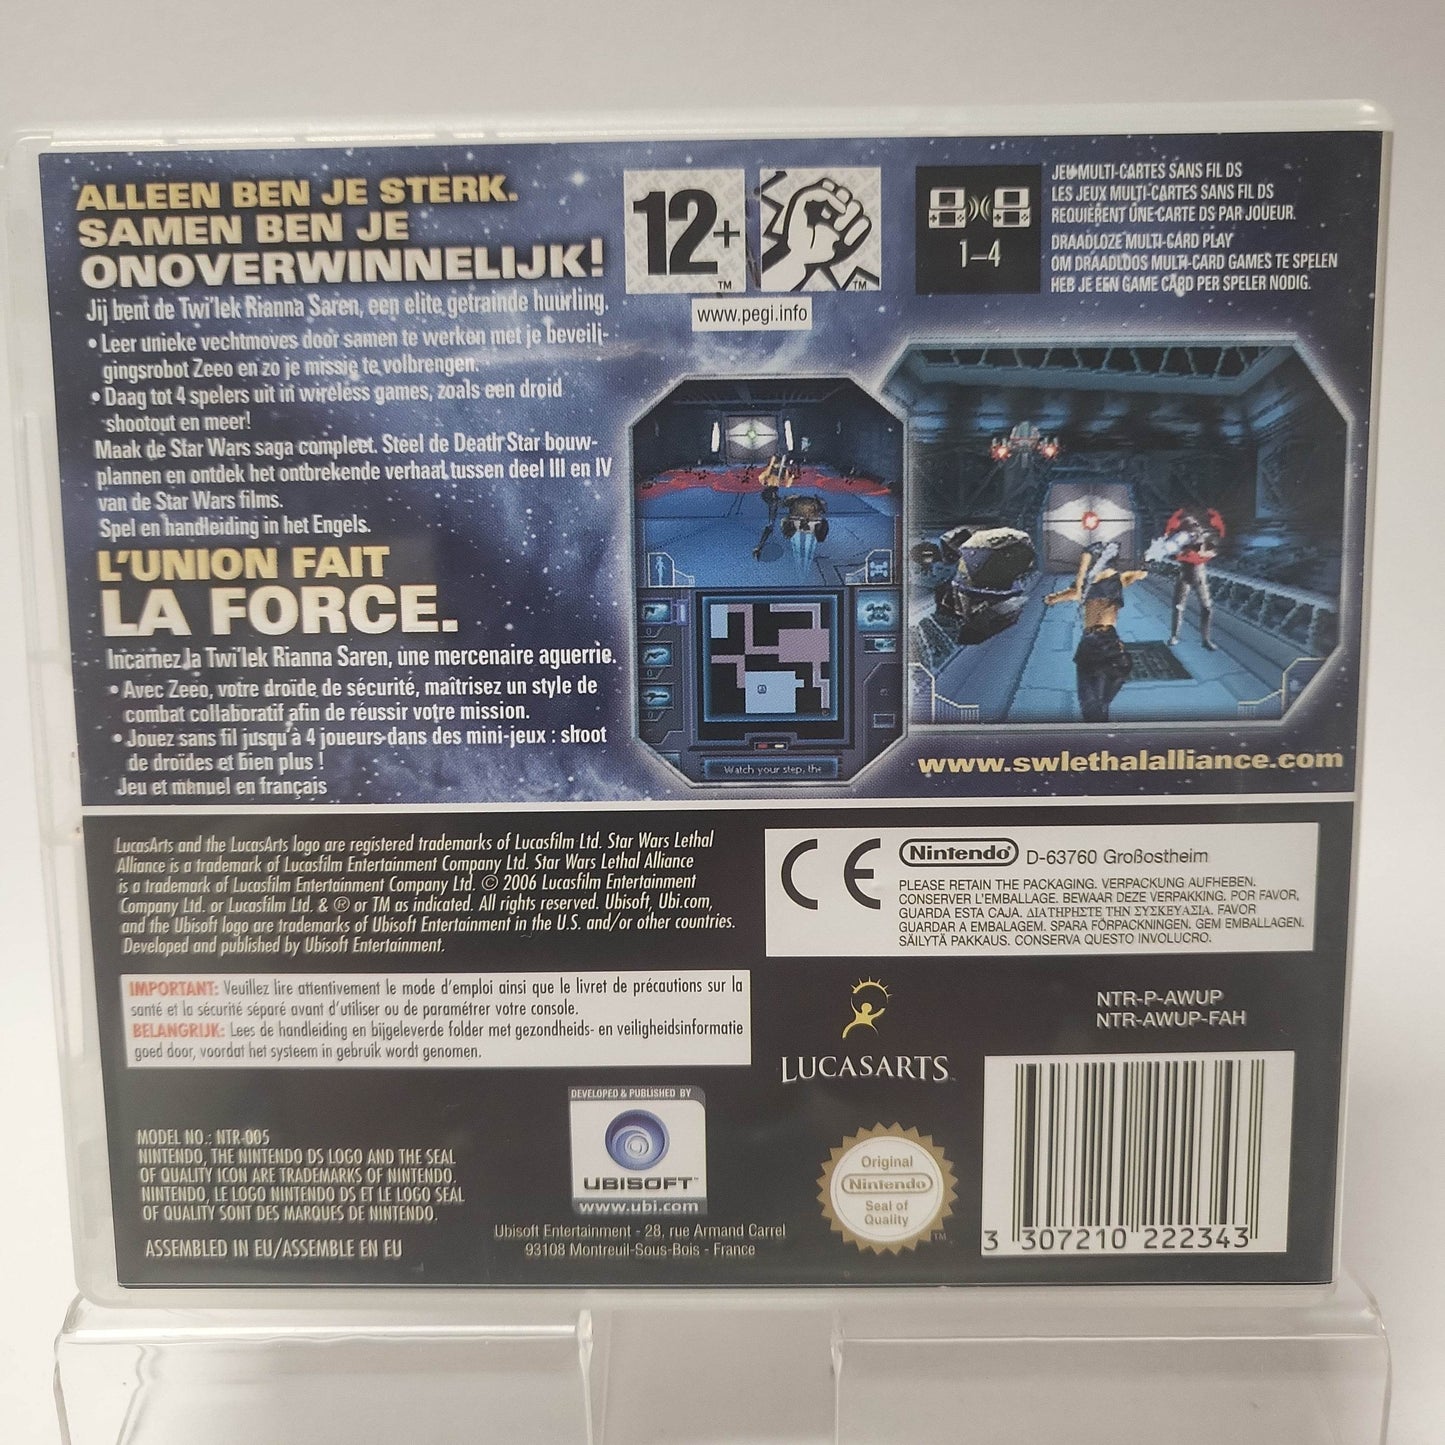 ALLEEN BEN JE STERK.
SAMEN BEN JE
ONOVERWINNELIJK!
Jij bent de Twi'lek Rianna Saren, een elite getrainde huurling.
• Leer unieke vechtmoves door samen te werken met je beveili-
gingsrobot Zeeo en zo je missie te volbrengen.
• Daag tot 4 spelers uit in wireless games, zoals een droid
shootout en meer!
Maak de Star Wars saga compleet. Steel de Death Star bouw-
plannen en ontdek het ontbrekende verhaal tussen deel III en IV
van de Star Wars films.
Spel en handleiding in het Engels.
L'UNION FAIT
LA FORCE.
Incarnez la Twi'lek Rianna Saren, une mercenaire aguerrie.
• Avec Zeeo, votre droïde de sécurité, maîtrisez un style de
combat collaboratif afin de réussir votre mission.
• Jouez sans fil jusqu'à 4 joueurs dans des mini-jeux : shoot
de droïdes et bien plus !
Jeu et manuel en français
12+
TM
TM
www.pegi.info
1-4
JEU MULTI-CARTES SANS FIL DS
LES JEUX MULTI-CARTES SANS FIL DS
REQUIÈRENT UNE CARTE DS PAR JOUEUR.
DRAADLOZE MULTI-CARD PLAY
OM DRAADLOOS MULTI-CARD GAMES TE SPELEN
HEB JE EEN GAME CARD PER SPELER NODIG.
Watch your step, the
www.swlethalalliance.com
LucasArts and the LucasArts logo are registered trademarks of Lucasfilm Ltd. Star Wars Lethal
Alliance is a trademark of Lucasfilm Entertainment Company Ltd. Star Wars Lethal Alliance
is a trademark of Lucasfilm Entertainment Company Ltd. © 2006 Lucasfilm Entertainment
Company Ltd. or Lucasfilm Ltd. & ® or TM as indicated. All rights reserved. Ubisoft, Ubi.com,
and the Ubisoft logo are trademarks of Ubisoft Entertainment in the U.S. and/or other countries.
Developed and published by Ubisoft Entertainment.
CE
Nintendo® D-63760 Großostheim
PLEASE RETAIN THE PACKAGING. VERPACKUNG AUFHEBEN.
CONSERVER L'EMBALLAGE. BEWAAR DEZE VERPAKKING. POR FAVOR,
GUARDA ESTA CAJA. ΔΙΑΤΗΡΗΣΤΕ ΤΗΝ ΣΥΣΚΕΥΑΣΙΑ. FAVOR
GUARDAR A EMBALAGEM. SPARA FÖRPACKNINGEN. GEM EMBALLAGEN.
SÄILYTÄ PAKKAUS. CONSERVA QUESTO INVOLUCRO.
IMPORTANT: Veuillez lire attentivement le mode d'emploi ainsi que le livret de précautions sur la
santé et la sécurité séparé avant d'utiliser ou de paramétrer votre console.
BELANGRIJK: Lees de handleiding en bijgeleverde folder met gezondheids- en veiligheidsinformatie
goed door, voordat het systeem in gebruik wordt genomen.
LUCASARTS™
NTR-P-AWUP
NTR-AWUP-FAH
MODEL NO.: NTR-005
NINTENDO, THE NINTENDO DS LOGO AND THE SEAL
OF QUALITY ICON ARE TRADEMARKS OF NINTENDO.
NINTENDO, LE LOGO NINTENDO DS ET LE LOGO SEAL
OF QUALITY SONT DES MARQUES DE NINTENDO.
ASSEMBLED IN EU/ASSEMBLE EN EU
DEVELOPED & PUBLISHED BY
UBISOFT™
www.ubi.com
Ubisoft Entertainment - 28, rue Armand Carrel
93108 Montreuil-Sous-Bois - France
Original
Nintendo
Seal of
Quality
TM
3 307210 222343